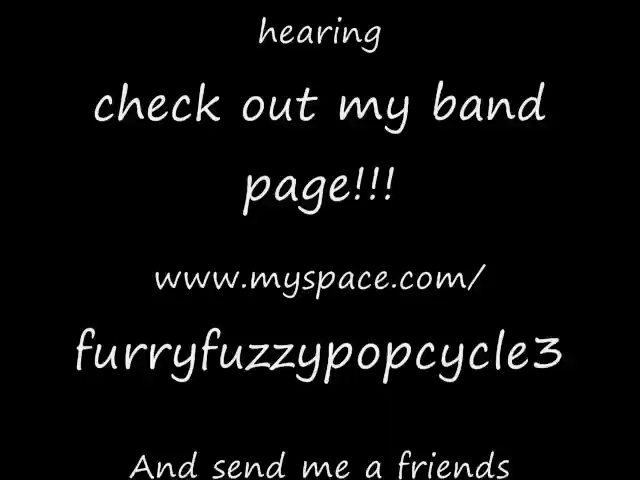 hearing
check out my band
page!!!
www.myspace.com/
furryfuzzypopcycle3
And send me a friends